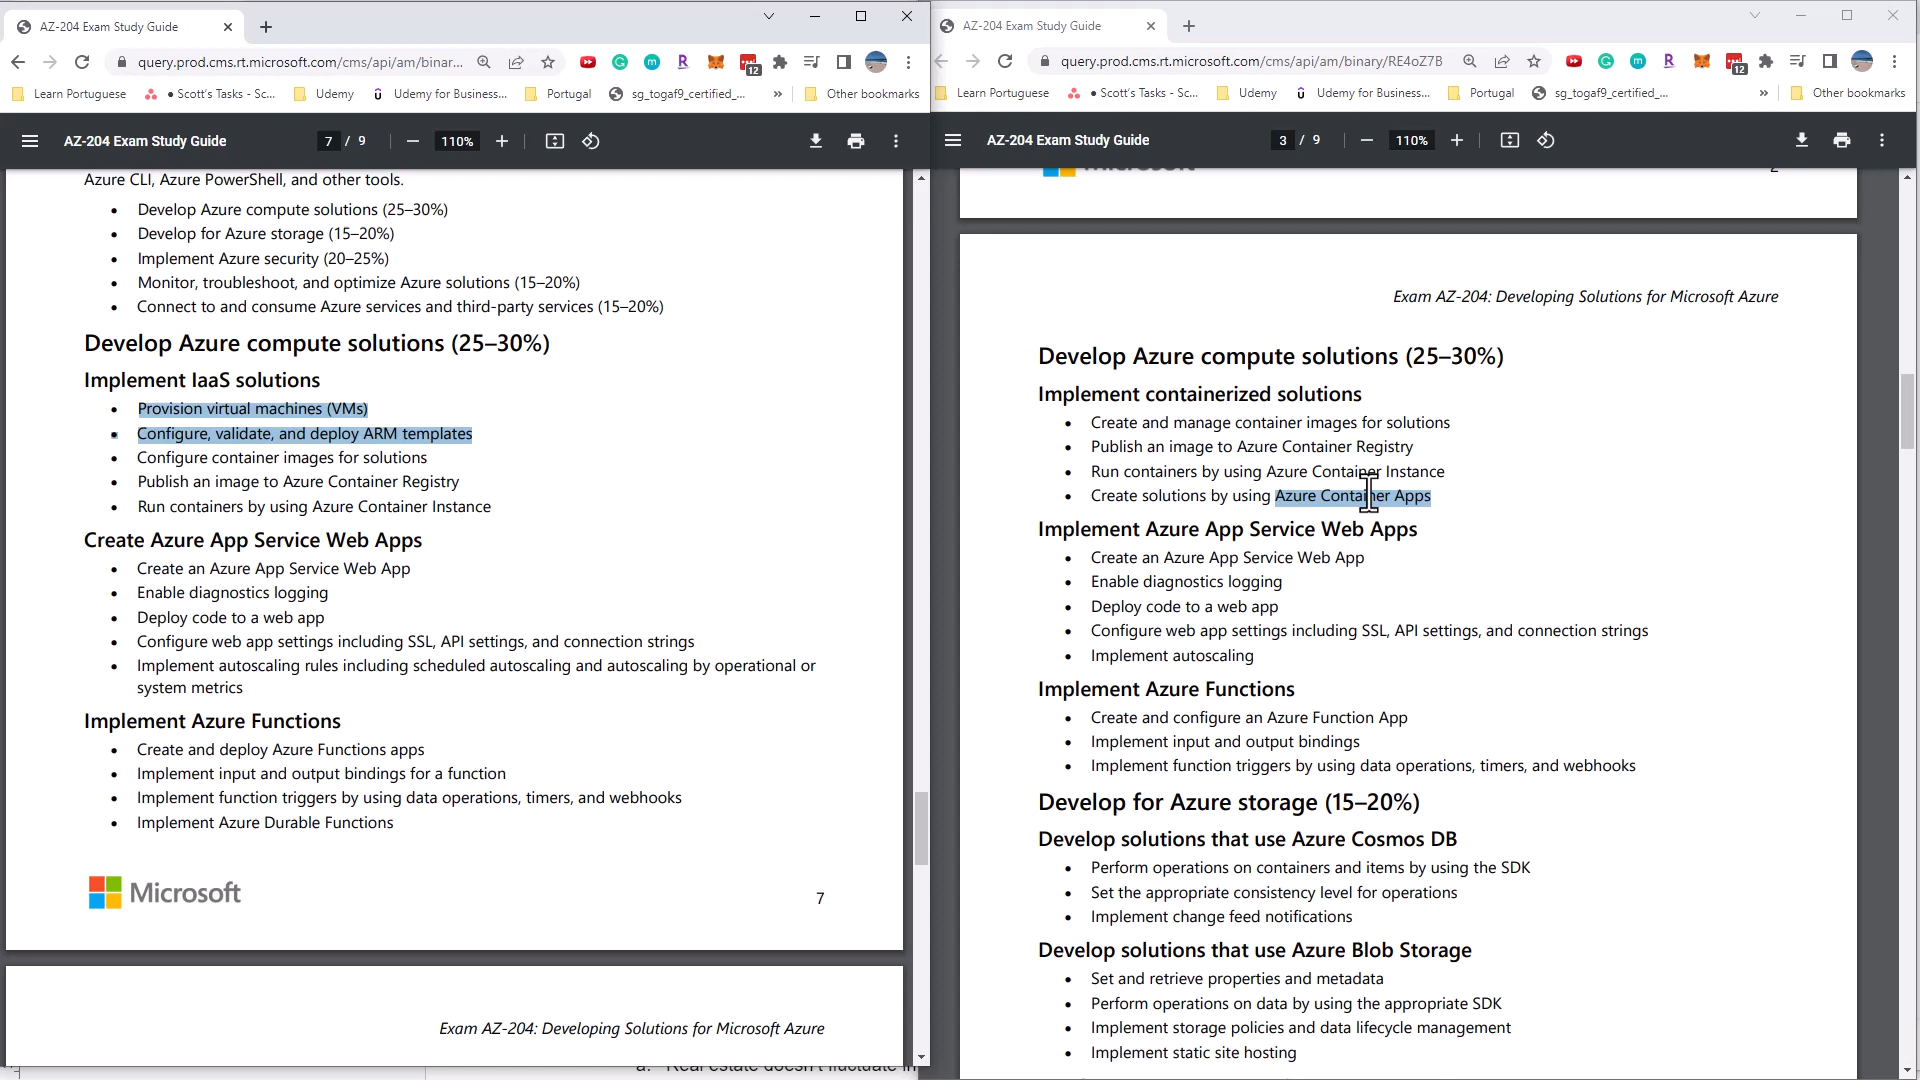 AZ-204 Exam Study Guide
query.prod.cms.rt.microsoft.com/cms/api/am/binar...
12
Learn Portuguese
• Scott's Tasks - Sc...
Udemy
Udemy for Business...
Portugal
sg_togaf9_certified_...
»
Other bookmarks
AZ-204 Exam Study Guide
7 / 9
110%
Azure CLI, Azure PowerShell, and other tools.
• Develop Azure compute solutions (25–30%)
• Develop for Azure storage (15–20%)
• Implement Azure security (20–25%)
• Monitor, troubleshoot, and optimize Azure solutions (15–20%)
• Connect to and consume Azure services and third-party services (15–20%)
Develop Azure compute solutions (25–30%)
Implement IaaS solutions
• Provision virtual machines (VMs)
• Configure, validate, and deploy ARM templates
• Configure container images for solutions
• Publish an image to Azure Container Registry
• Run containers by using Azure Container Instance
Create Azure App Service Web Apps
• Create an Azure App Service Web App
• Enable diagnostics logging
• Deploy code to a web app
• Configure web app settings including SSL, API settings, and connection strings
• Implement autoscaling rules including scheduled autoscaling and autoscaling by operational or
system metrics
Implement Azure Functions
• Create and deploy Azure Functions apps
• Implement input and output bindings for a function
• Implement function triggers by using data operations, timers, and webhooks
• Implement Azure Durable Functions
Microsoft
7
Exam AZ-204: Developing Solutions for Microsoft Azure
AZ-204 Exam Study Guide
query.prod.cms.rt.microsoft.com/cms/api/am/binary/RE4oZ7B
12
Learn Portuguese
• Scott's Tasks - Sc...
Udemy
Udemy for Business...
Portugal
sg_togaf9_certified_...
»
Other bookmarks
AZ-204 Exam Study Guide
3 / 9
110%
Microsoft
2
Exam AZ-204: Developing Solutions for Microsoft Azure
Develop Azure compute solutions (25–30%)
Implement containerized solutions
• Create and manage container images for solutions
• Publish an image to Azure Container Registry
• Run containers by using Azure Container Instance
• Create solutions by using Azure Container Apps
Implement Azure App Service Web Apps
• Create an Azure App Service Web App
• Enable diagnostics logging
• Deploy code to a web app
• Configure web app settings including SSL, API settings, and connection strings
• Implement autoscaling
Implement Azure Functions
• Create and configure an Azure Function App
• Implement input and output bindings
• Implement function triggers by using data operations, timers, and webhooks
Develop for Azure storage (15–20%)
Develop solutions that use Azure Cosmos DB
• Perform operations on containers and items by using the SDK
• Set the appropriate consistency level for operations
• Implement change feed notifications
Develop solutions that use Azure Blob Storage
• Set and retrieve properties and metadata
• Perform operations on data by using the appropriate SDK
• Implement storage policies and data lifecycle management
• Implement static site hosting